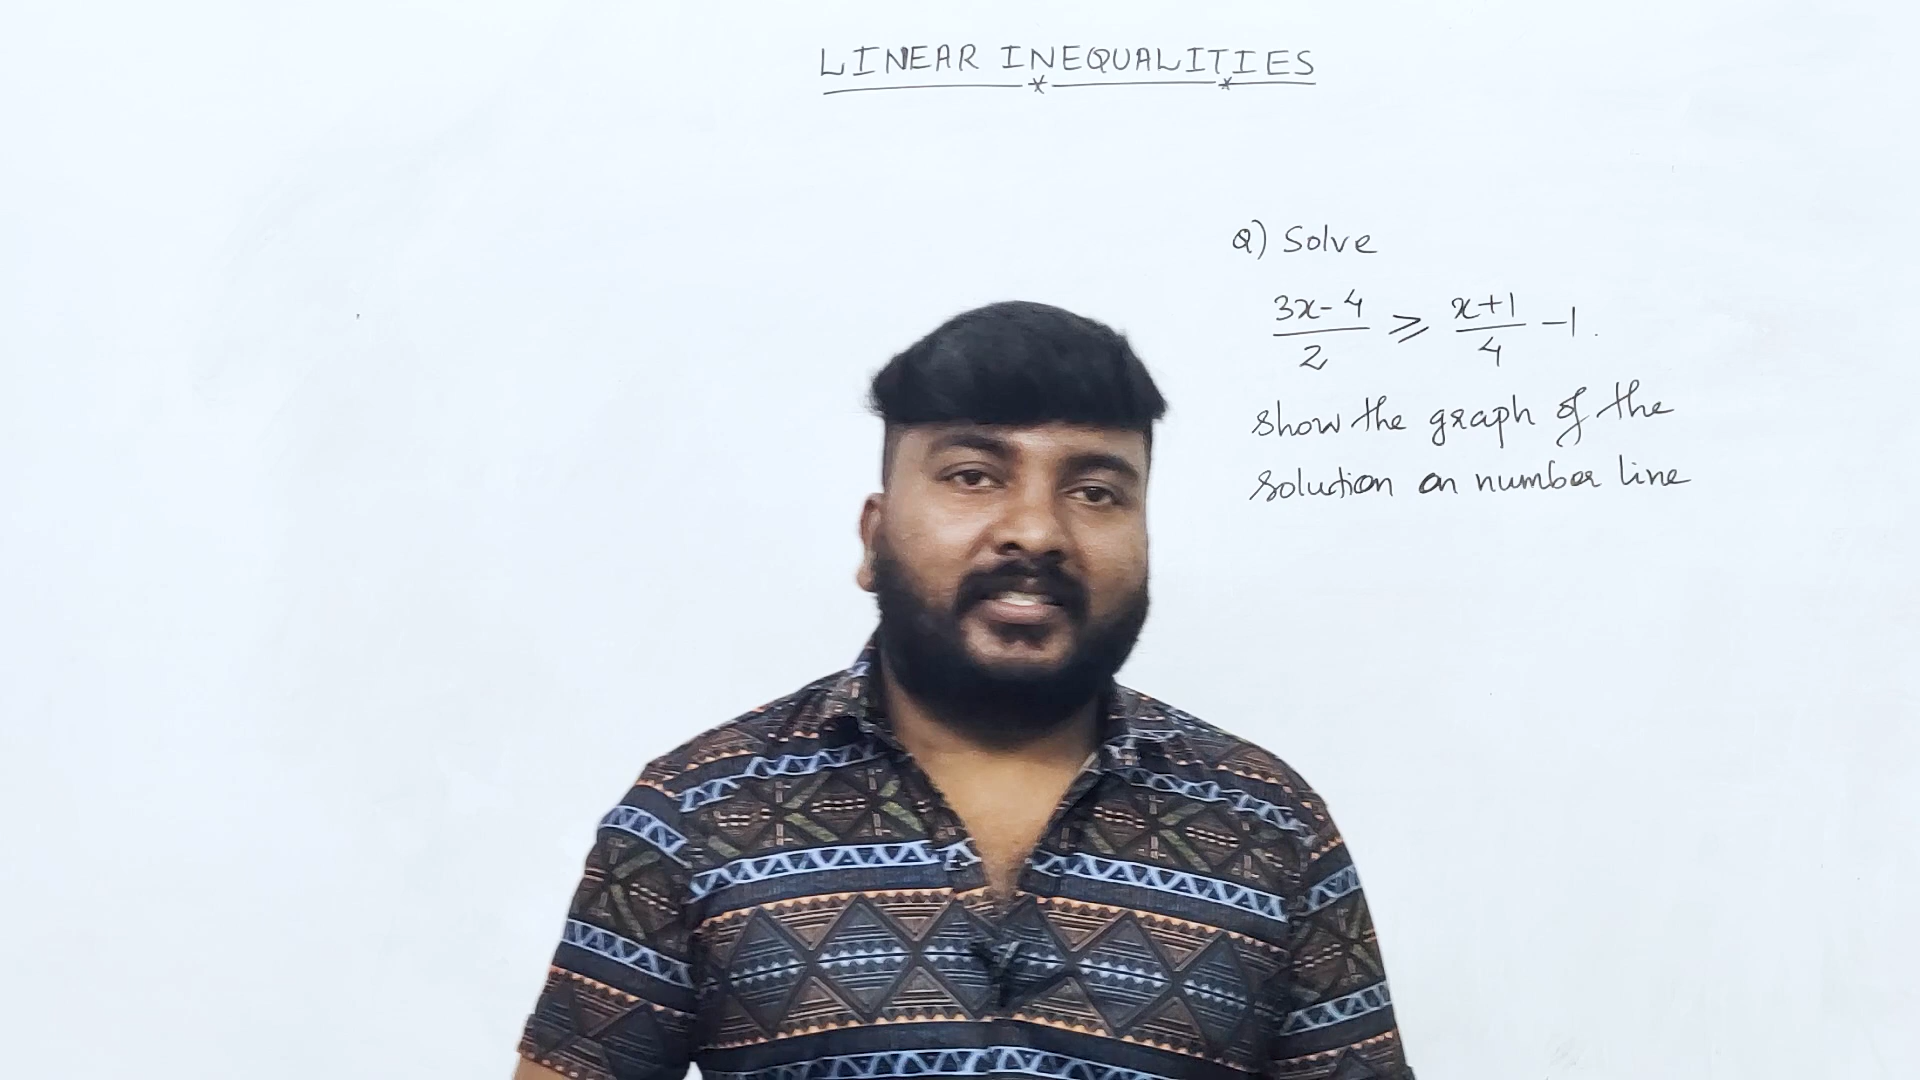 LINEAR INEQUALITIES
Q) Solve
(3x-4)/2 ⩾ (x+1)/4 -1.
show the graph of the
solution on number line